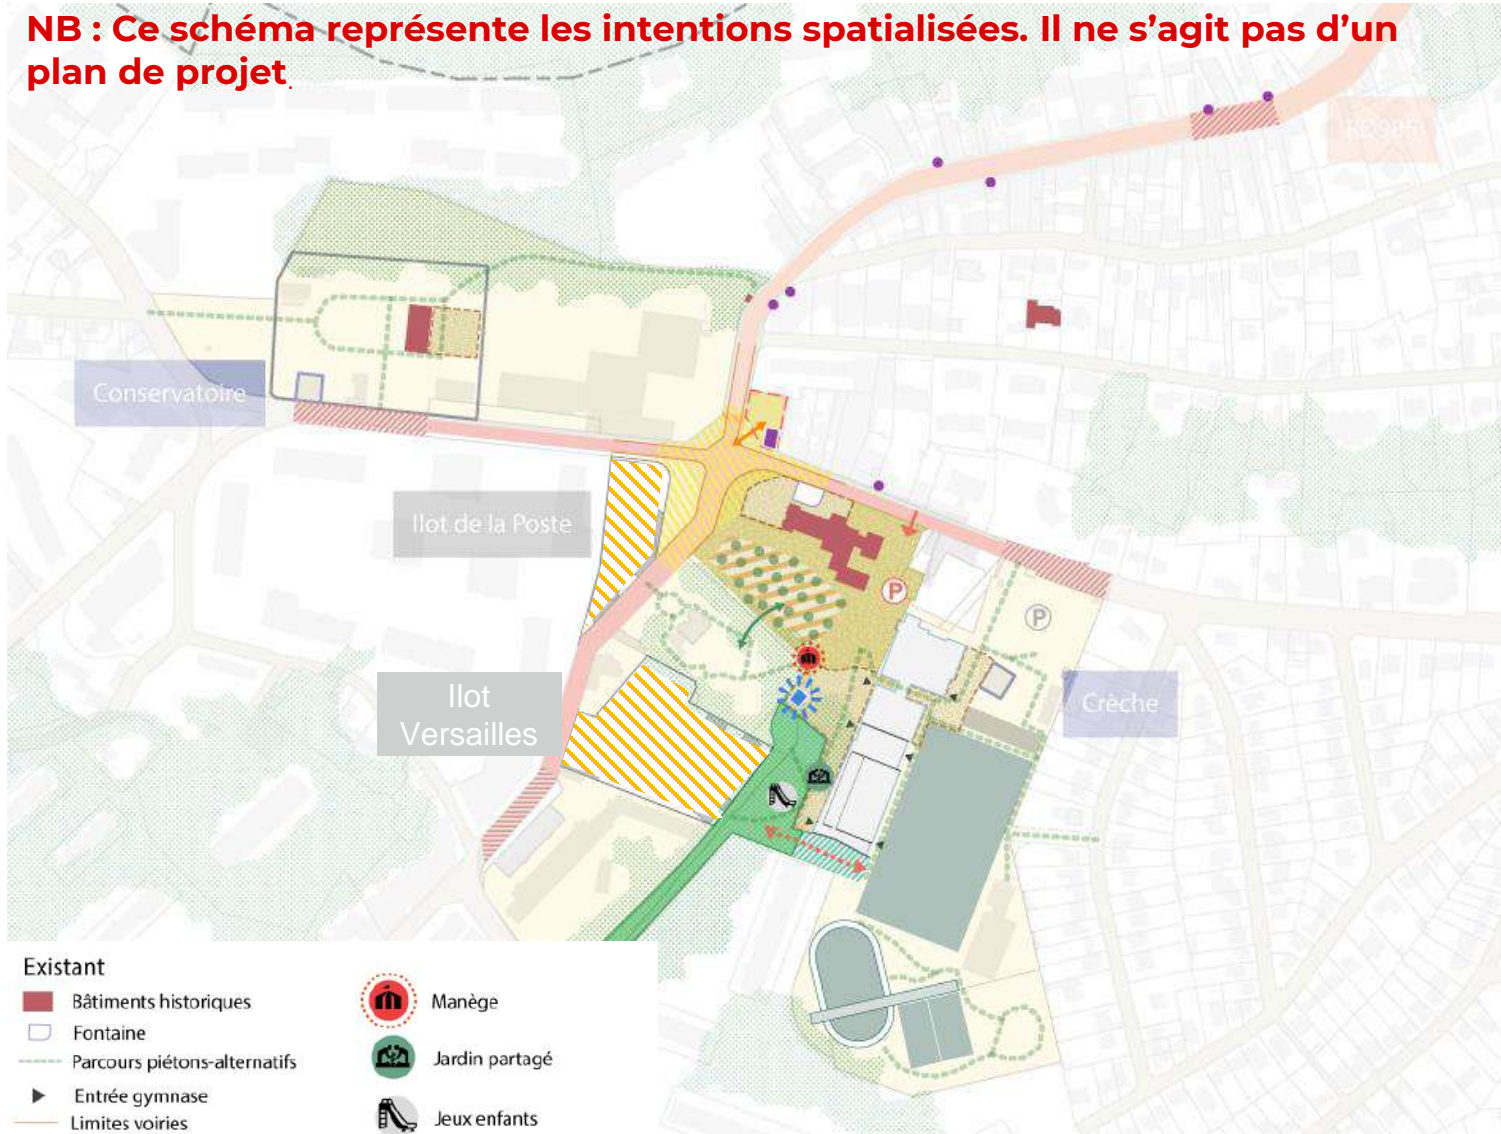 NB : Ce schéma représente les intentions spatialisées. Il ne s’agit pas d’un
plan de projet.
RD985
Conservatoire
Ilot de la Poste
P
P
Ilot
Versailles
Crèche
Existant
Bâtiments historiques
Fontaine
Parcours piétons-alternatifs
Entrée gymnase
Limites voiries
Manège
Jardin partagé
Jeux enfants